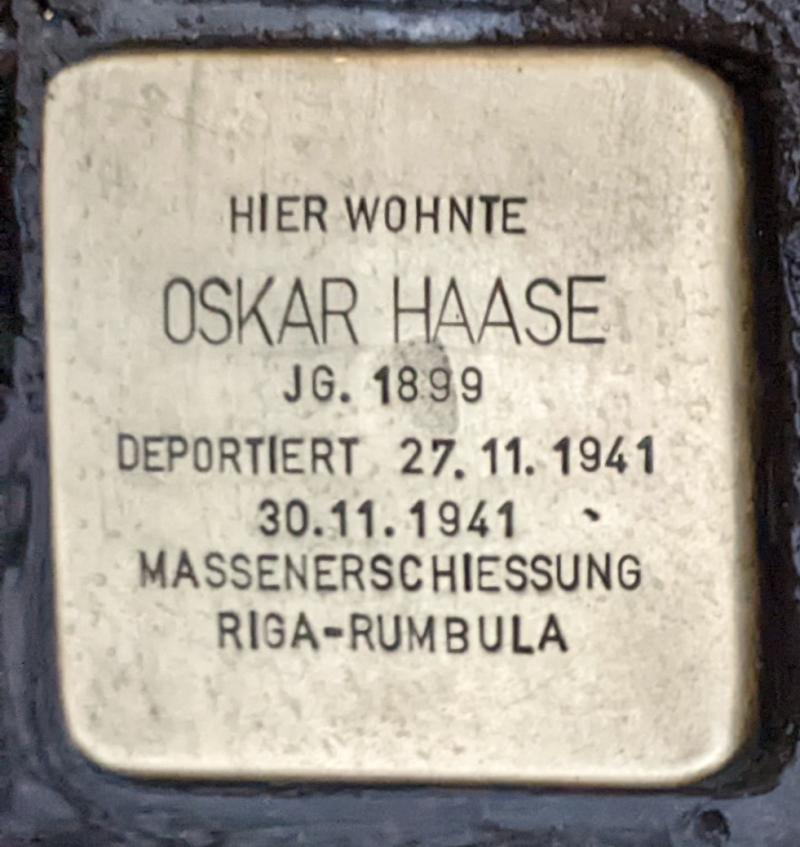 HIER WOHNTE
OSKAR HAASE
JG. 1899
DEPORTIERT 27.11.1941
30.11.1941
MASSENERSCHIESSUNG
RIGA-RUMBULA